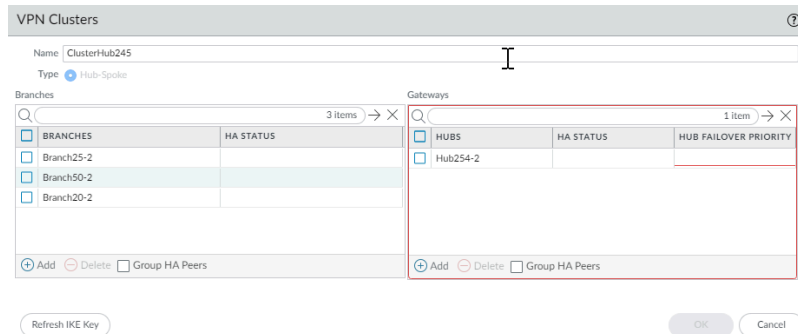 VPN Clusters
Name ClusterHub245
Type Hub-Spoke
Branches
3 items
BRANCHES HA STATUS
Branch25-2
Branch50-2
Branch20-2
Add Delete Group HA Peers
Gateways
1 item
HUBS HA STATUS HUB FAILOVER PRIORITY
Hub254-2
Add Delete Group HA Peers
Refresh IKE Key
OK Cancel